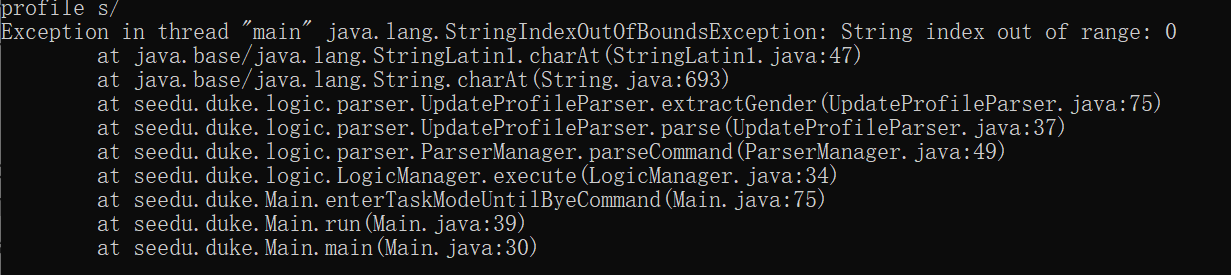 profile s/
Exception in thread "main" java.lang.StringIndexOutOfBoundsException: String index out of range: 0
at java.base/java.lang.StringLatin1.charAt(StringLatin1.java:47)
at java.base/java.lang.String.charAt(String.java:693)
at seedu.duke.logic.parser.UpdateProfileParser.extractGender(UpdateProfileParser.java:75)
at seedu.duke.logic.parser.UpdateProfileParser.parse(UpdateProfileParser.java:37)
at seedu.duke.logic.parser.ParserManager.parseCommand(ParserManager.java:49)
at seedu.duke.logic.LogicManager.execute(LogicManager.java:34)
at seedu.duke.Main.enterTaskModeUntilByeCommand(Main.java:75)
at seedu.duke.Main.run(Main.java:39)
at seedu.duke.Main.main(Main.java:30)